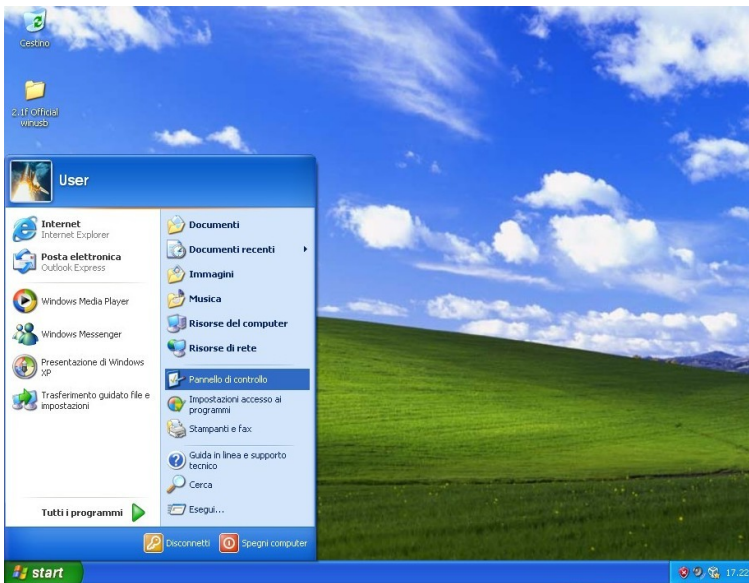 Cestino
2.1f Official
winusb
User
Internet
Internet Explorer
Posta elettronica
Outlook Express
Windows Media Player
Windows Messenger
Presentazione di Windows
XP
Trasferimento guidato file e
impostazioni
Tutti i programmi
Documenti
Documenti recenti
Immagini
Musica
Risorse del computer
Risorse di rete
Pannello di controllo
Impostazioni accesso ai
programmi
Stampanti e fax
Guida in linea e supporto
tecnico
Cerca
Esegui...
Disconnetti
Spegni computer
start
17.22